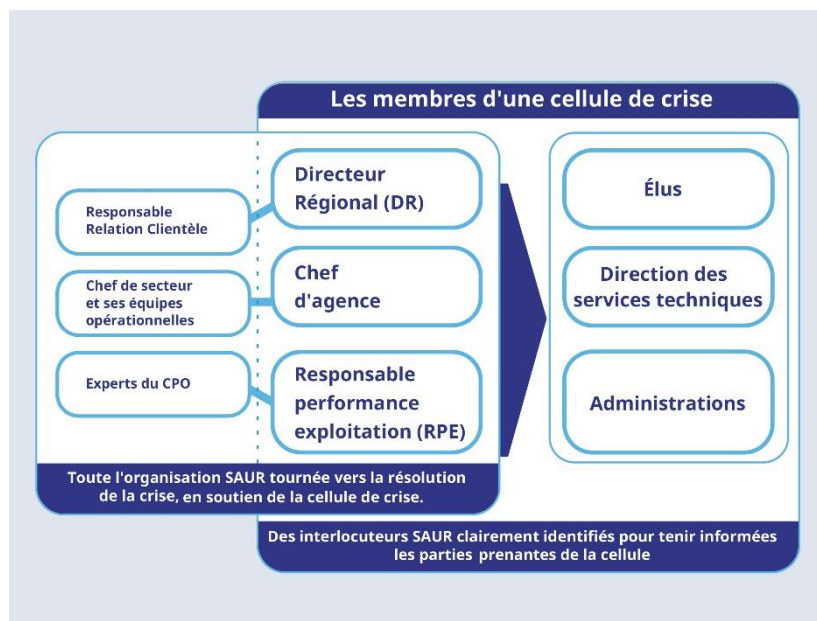 Les membres d'une cellule de crise
Responsable
Relation Clientèle
Chef de secteur
et ses équipes
opérationnelles
Experts du CPO
Directeur
Régional (DR)
Chef
d'agence
Responsable
performance
exploitation (RPE)
Élus
Direction des
services techniques
Administrations
Toute l'organisation SAUR tournée vers la résolution
de la crise, en soutien de la cellule de crise.
Des interlocuteurs SAUR clairement identifiés pour tenir informées
les parties prenantes de la cellule